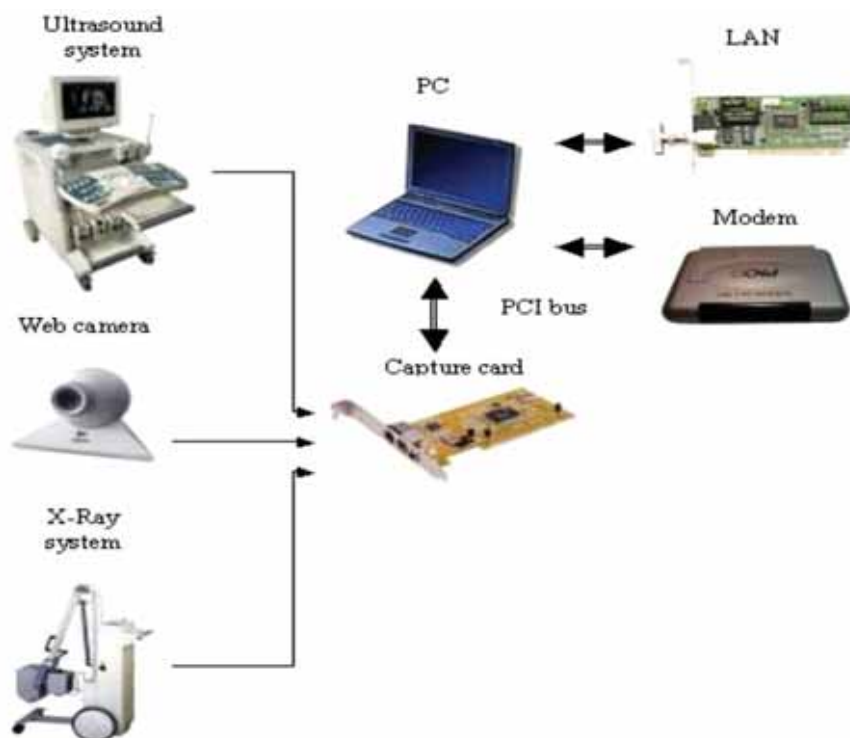 Ultrasound
system
LAN
PC
Modem
PCI bus
Web camera
Capture card
X-Ray
system